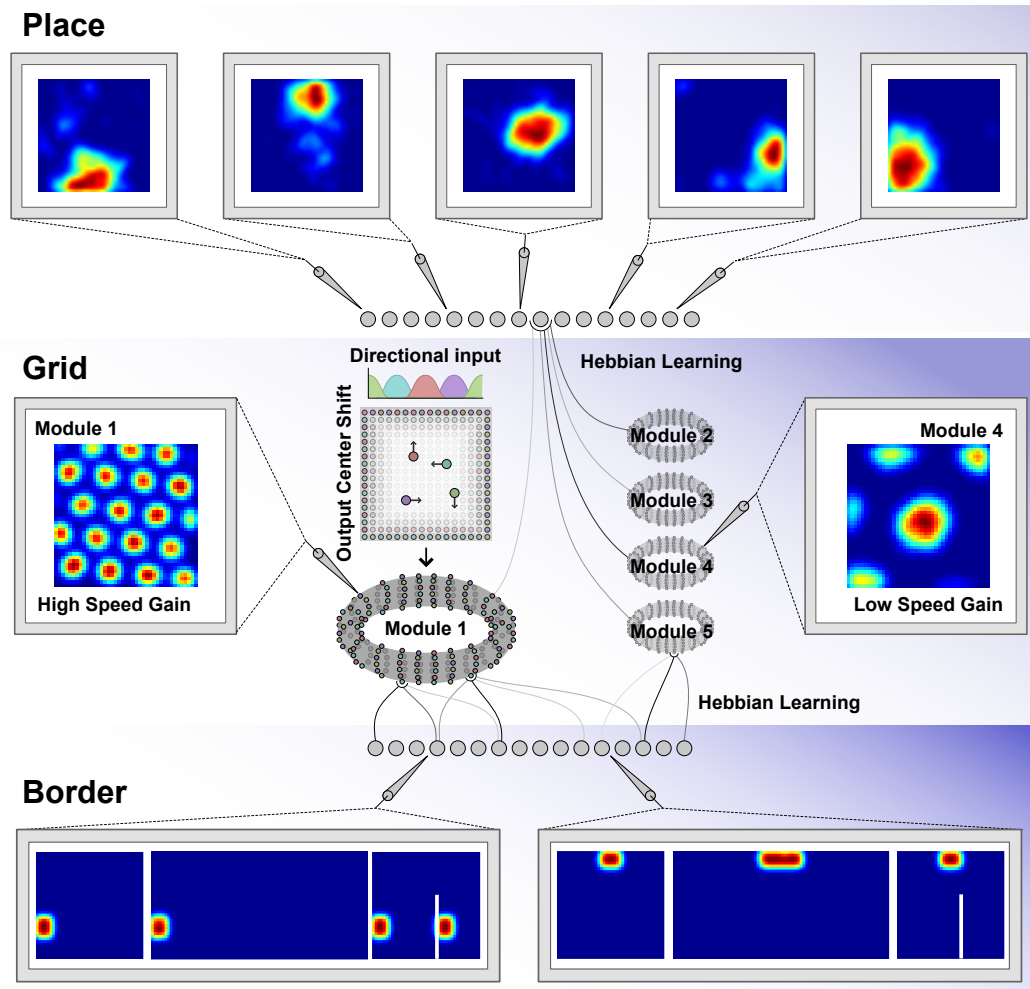 Place
Grid
Directional input
Hebbian Learning
Output Center Shift
Module 1
High Speed Gain
Module 2
Module 3
Module 4
Module 5
Module 4
Low Speed Gain
Module 1
Hebbian Learning
Border